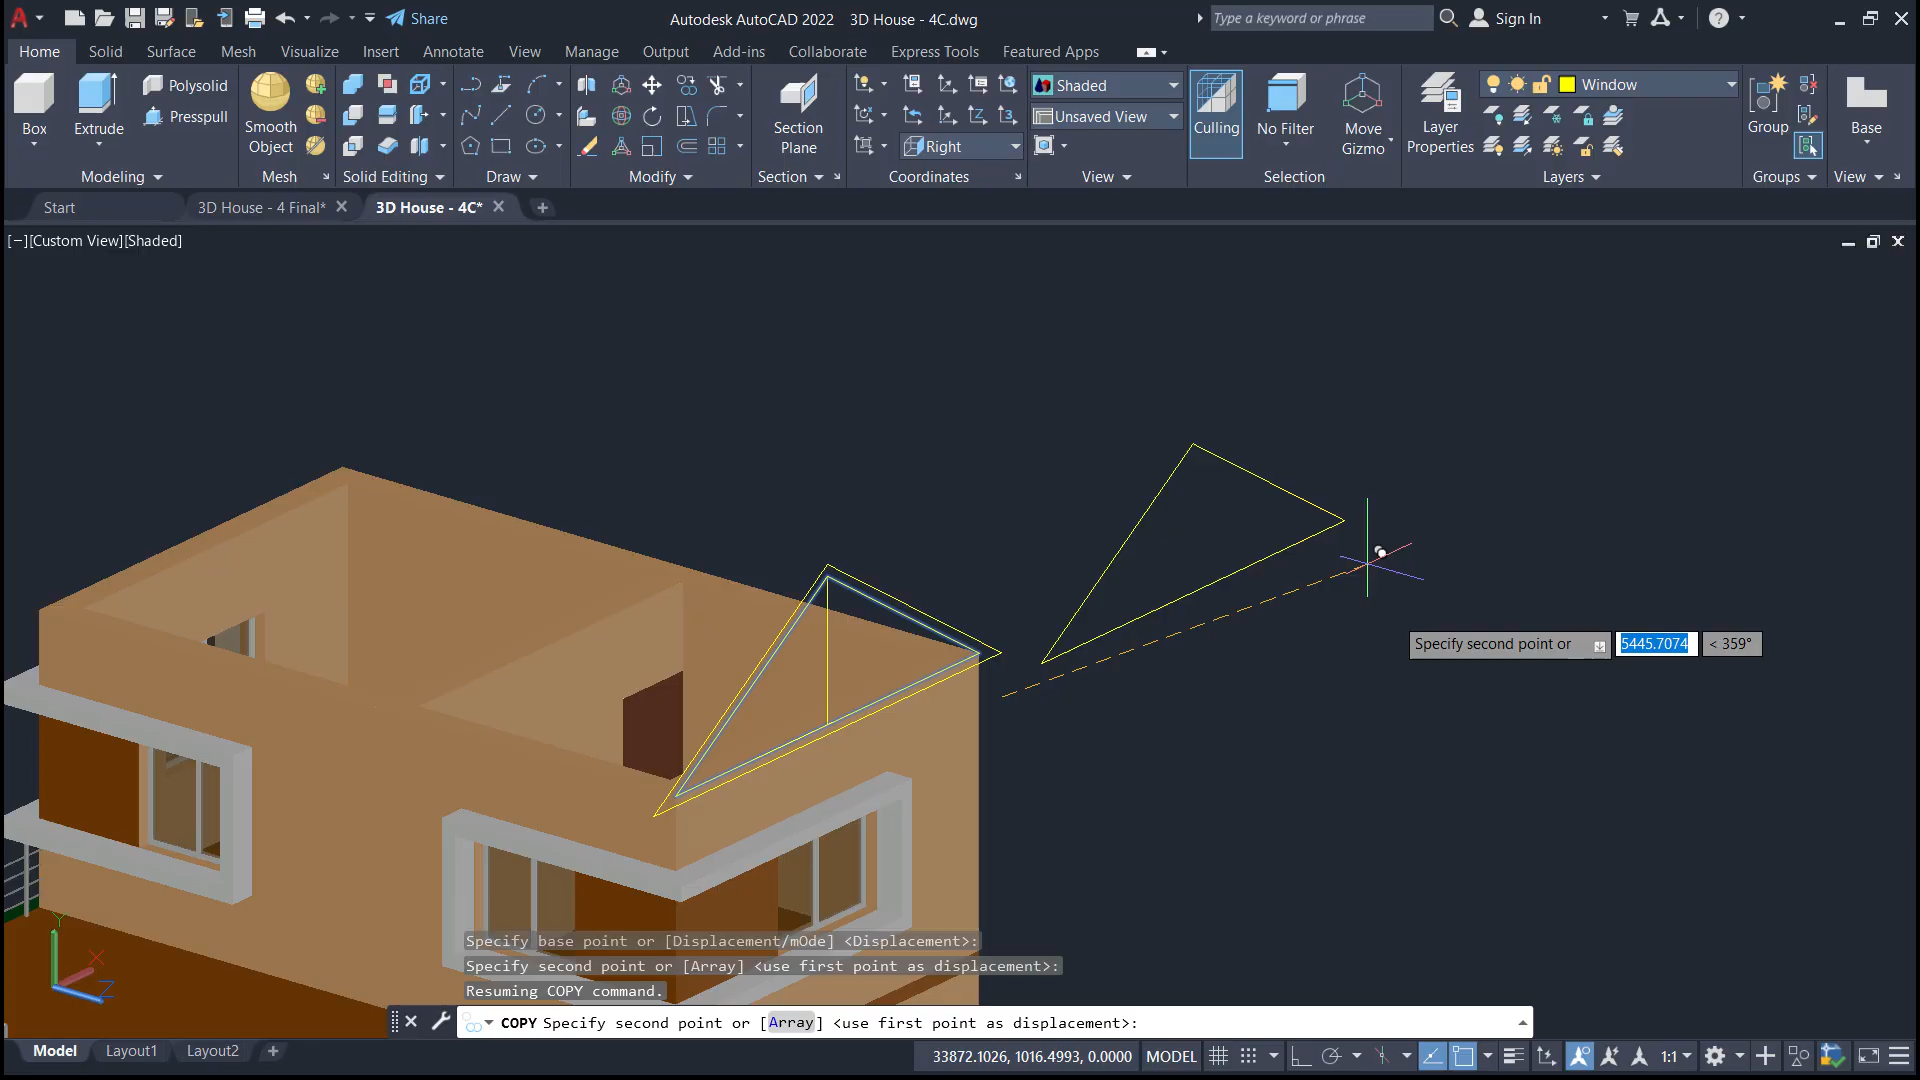 Share
Autodesk AutoCAD 2022 3D House - 4C.dwg
Type a keyword or phrase
Sign In
Home Solid Surface Mesh Visualize Insert Annotate View Manage Output Add-ins Collaborate Express Tools Featured Apps
Box
Extrude
Polysolid
Presspull
Smooth
Object
Section
Plane
Shaded
Unsaved View
Right
Culling
No Filter
Move
Gizmo
Layer
Properties
Window
Group
Base
Modeling Mesh Solid Editing Draw Modify Section Coordinates View Selection Layers Groups View
Start 3D House - 4 Final* 3D House - 4C*
[−][Custom View][Shaded]
Specify second point or 5445.7074 < 359°
Y
X
Z
Specify base point or [Displacement/mOde] <Displacement>:
Specify second point or [Array] <use first point as displacement>:
Resuming COPY command.
COPY Specify second point or [Array] <use first point as displacement>:
Model Layout1 Layout2
33872.1026, 1016.4993, 0.0000 MODEL 1:1